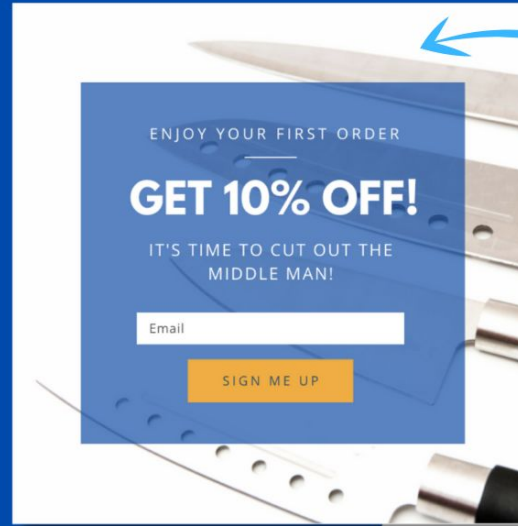 ENJOY YOUR FIRST ORDER
GET 10% OFF!
IT'S TIME TO CUT OUT THE
MIDDLE MAN!
Email
SIGN ME UP